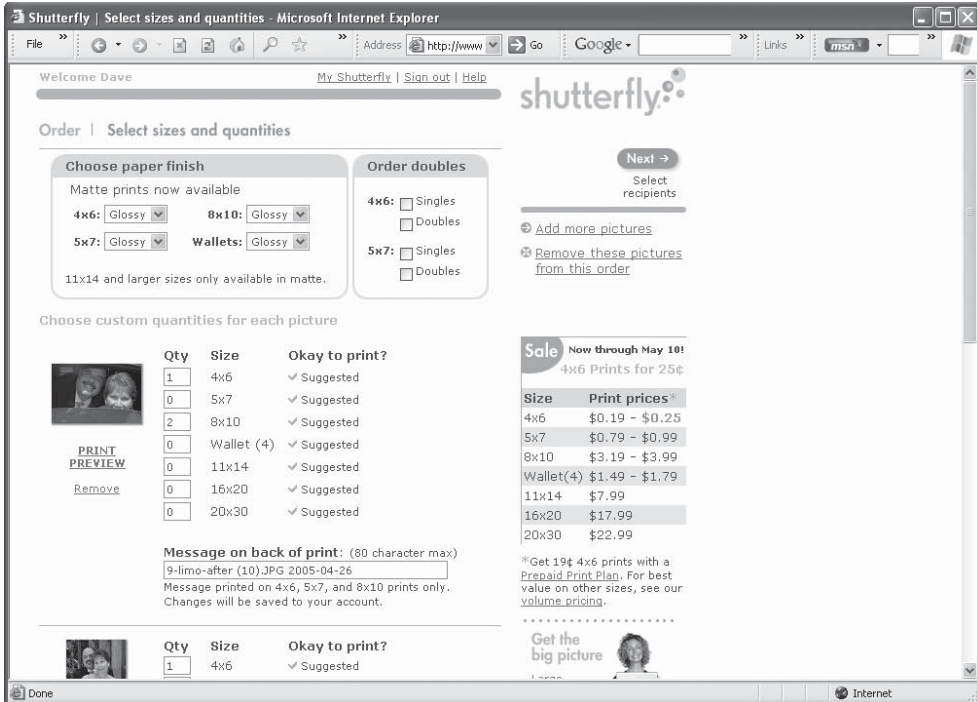 Shutterfly | Select sizes and quantities - Microsoft Internet Explorer
File » » Address http://www Go Google » Links » msn »
Welcome Dave
My Shutterfly | Sign out | Help
shutterfly.
Order | Select sizes and quantities
Choose paper finish
Matte prints now available
4x6: Glossy 8x10: Glossy
5x7: Glossy Wallets: Glossy
11x14 and larger sizes only available in matte.
Order doubles
4x6: Singles
Doubles
5x7: Singles
Doubles
Next →
Select
recipients
Add more pictures
Remove these pictures
from this order
Choose custom quantities for each picture
PRINT
PREVIEW
Remove
Qty Size Okay to print?
1 4x6 Suggested
0 5x7 Suggested
2 8x10 Suggested
0 Wallet (4) Suggested
0 11x14 Suggested
0 16x20 Suggested
0 20x30 Suggested
Message on back of print: (80 character max)
9-limo-after (10).JPG 2005-04-26
Message printed on 4x6, 5x7, and 8x10 prints only.
Changes will be saved to your account.
Sale Now through May 10!
4x6 Prints for 25¢
Size Print prices*
4x6 $0.19 - $0.25
5x7 $0.79 - $0.99
8x10 $3.19 - $3.99
Wallet(4) $1.49 - $1.79
11x14 $7.99
16x20 $17.99
20x30 $22.99
*Get 19¢ 4x6 prints with a
Prepaid Print Plan. For best
value on other sizes, see our
volume pricing.
Qty Size Okay to print?
1 4x6 Suggested
Get the
big picture
Large
Done Internet